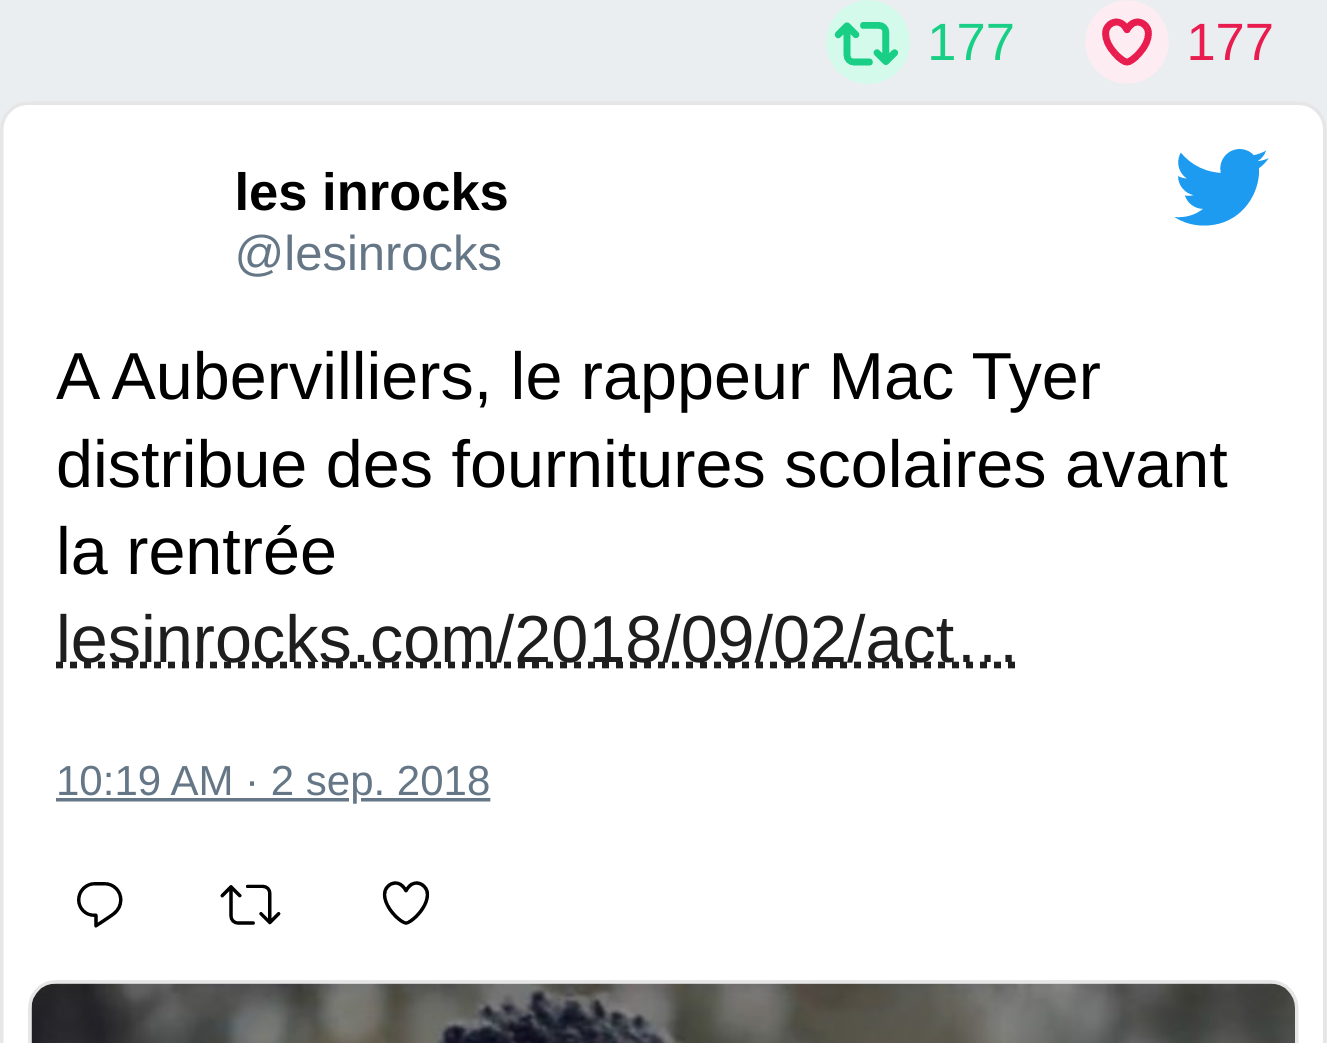 177 177
les inrocks
@lesinrocks
A Aubervilliers, le rappeur Mac Tyer
distribue des fournitures scolaires avant
la rentrée
lesinrocks.com/2018/09/02/act...
10:19 AM · 2 sep. 2018